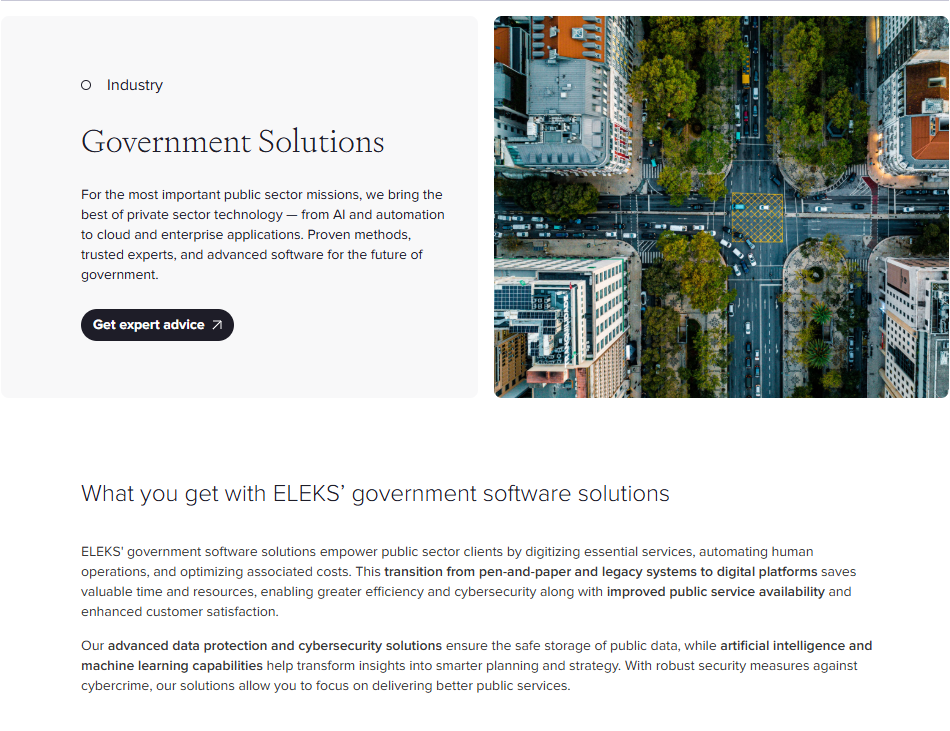 Industry
Government Solutions
For the most important public sector missions, we bring the
best of private sector technology — from AI and automation
to cloud and enterprise applications. Proven methods,
trusted experts, and advanced software for the future of
government.
Get expert advice
What you get with ELEKS’ government software solutions
ELEKS' government software solutions empower public sector clients by digitizing essential services, automating human
operations, and optimizing associated costs. This transition from pen-and-paper and legacy systems to digital platforms saves
valuable time and resources, enabling greater efficiency and cybersecurity along with improved public service availability and
enhanced customer satisfaction.
Our advanced data protection and cybersecurity solutions ensure the safe storage of public data, while artificial intelligence and
machine learning capabilities help transform insights into smarter planning and strategy. With robust security measures against
cybercrime, our solutions allow you to focus on delivering better public services.